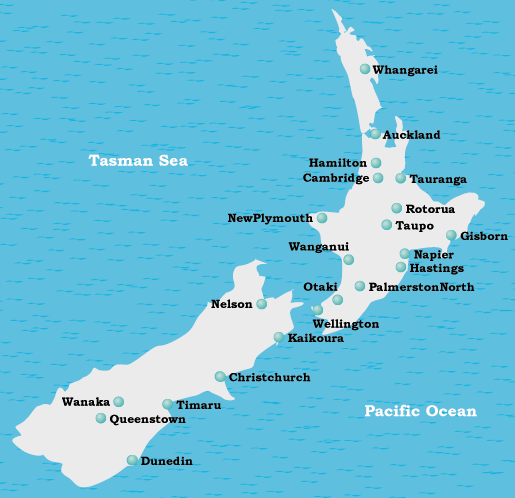 Whangarei
Auckland
Tasman Sea
Hamilton
Cambridge
Tauranga
Rotorua
NewPlymouth
Taupo
Gisborn
Wanganui
Napier
Hastings
Otaki
PalmerstonNorth
Nelson
Wellington
Kaikoura
Christchurch
Wanaka
Timaru
Pacific Ocean
Queenstown
Dunedin